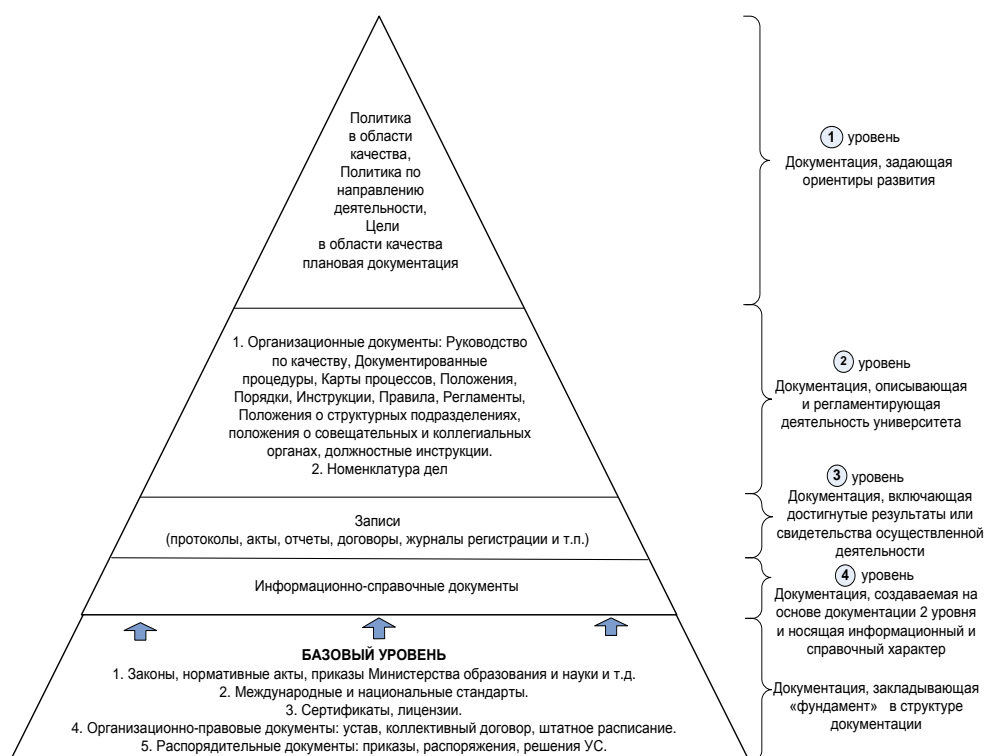 Политика
в области
качества,
Политика по
направлению
деятельности,
Цели
в области качества
плановая документация
1 уровень
Документация, задающая
ориентиры развития
1. Организационные документы: Руководство
по качеству, Документированные
процедуры, Карты процессов, Положения,
Порядки, Инструкции, Правила, Регламенты,
Положения о структурных подразделениях,
положения о совещательных и коллегиальных
органах, должностные инструкции.
2. Номенклатура дел
2 уровень
Документация, описывающая
и регламентирующая
деятельность университета
Записи
(протоколы, акты, отчеты, договоры, журналы регистрации и т.п.)
3 уровень
Документация, включающая
достигнутые результаты или
свидетельства осуществленной
деятельности
Информационно-справочные документы
4 уровень
Документация, создаваемая на
основе документации 2 уровня
и носящая информационный и
справочный характер
БАЗОВЫЙ УРОВЕНЬ
1. Законы, нормативные акты, приказы Министерства образования и науки и т.д.
2. Международные и национальные стандарты.
3. Сертификаты, лицензии.
4. Организационно-правовые документы: устав, коллективный договор, штатное расписание.
5. Распорядительные документы: приказы, распоряжения, решения УС.
Документация, закладывающая
«фундамент» в структуре
документации